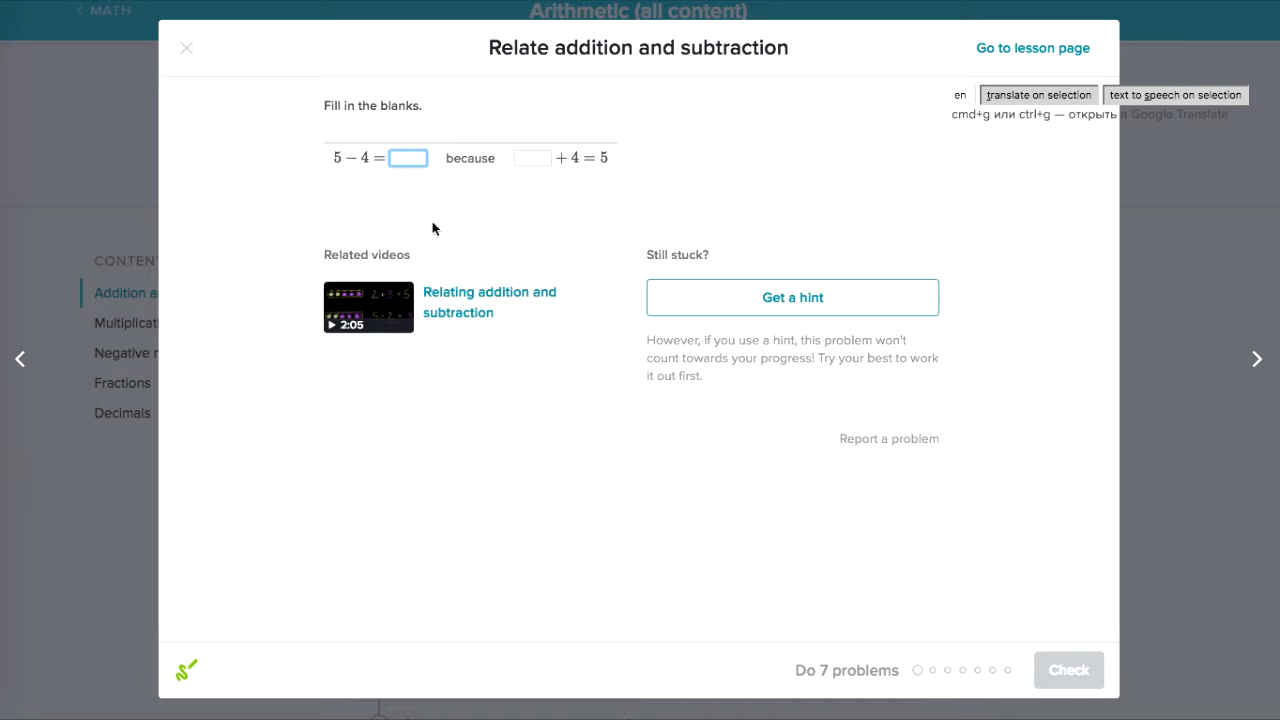 < MATH
Arithmetic (all content)
Relate addition and subtraction
Go to lesson page
Fill in the blanks.
en
translate on selection
text to speech on selection
cmd+g или ctrl+g — открыть в Google Translate
5 − 4 =
because
+ 4 = 5
CONTEN
Addition a
Multiplicat
Negative n
Fractions
Decimals
Related videos
Relating addition and
subtraction
2:05
Still stuck?
Get a hint
However, if you use a hint, this problem won't
count towards your progress! Try your best to work
it out first.
Report a problem
Do 7 problems
Check